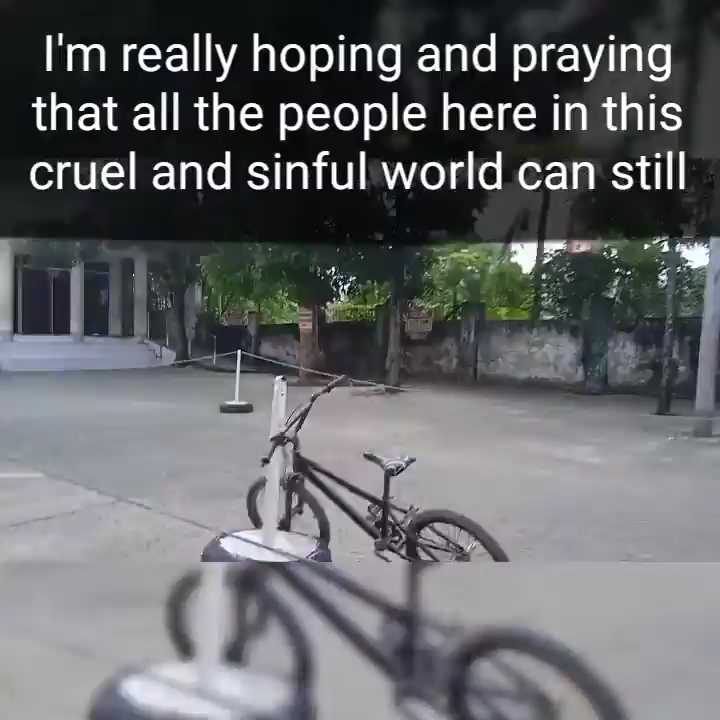 I'm really hoping and praying
that all the people here in this
cruel and sinful world can still